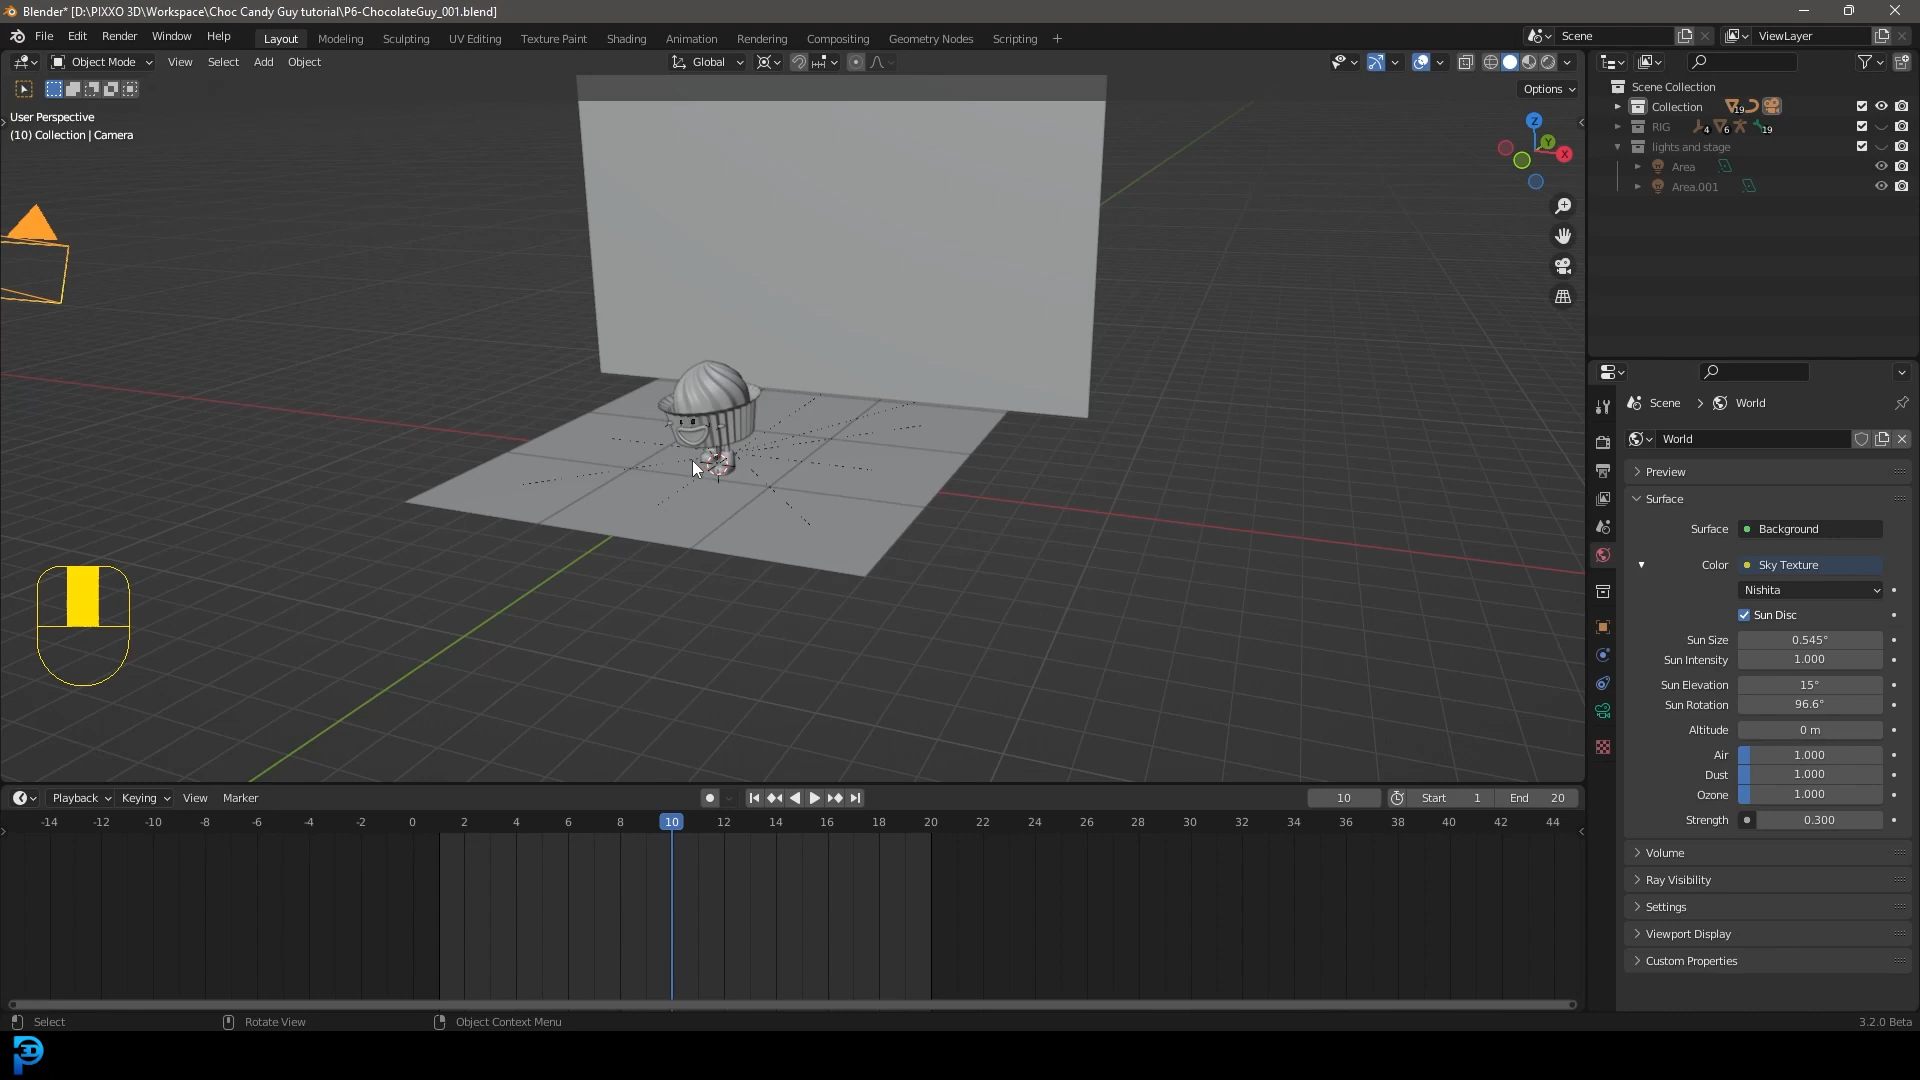 Blender* [D:\PIXXO 3D\Workspace\Choc Candy Guy tutorial\P6-ChocolateGuy_001.blend]
File Edit Render Window Help Layout Modeling Sculpting UV Editing Texture Paint Shading Animation Rendering Compositing Geometry Nodes Scripting + Scene ViewLayer
Object Mode View Select Add Object Global
Options
User Perspective
(10) Collection | Camera
Z
Y
X
Scene Collection
Collection 19
RIG 4 6 19
lights and stage
Area
Area.001
Scene > World
World
Preview
Surface
Surface Background
Color Sky Texture
Nishita
Sun Disc
Sun Size 0.545°
Sun Intensity 1.000
Sun Elevation 15°
Sun Rotation 96.6°
Altitude 0 m
Air 1.000
Dust 1.000
Ozone 1.000
Strength 0.300
Volume
Ray Visibility
Settings
Viewport Display
Custom Properties
Playback Keying View Marker 10 Start 1 End 20
-14 -12 -10 -8 -6 -4 -2 0 2 4 6 8 10 12 14 16 18 20 22 24 26 28 30 32 34 36 38 40 42 44
Select Rotate View Object Context Menu 3.2.0 Beta
3D